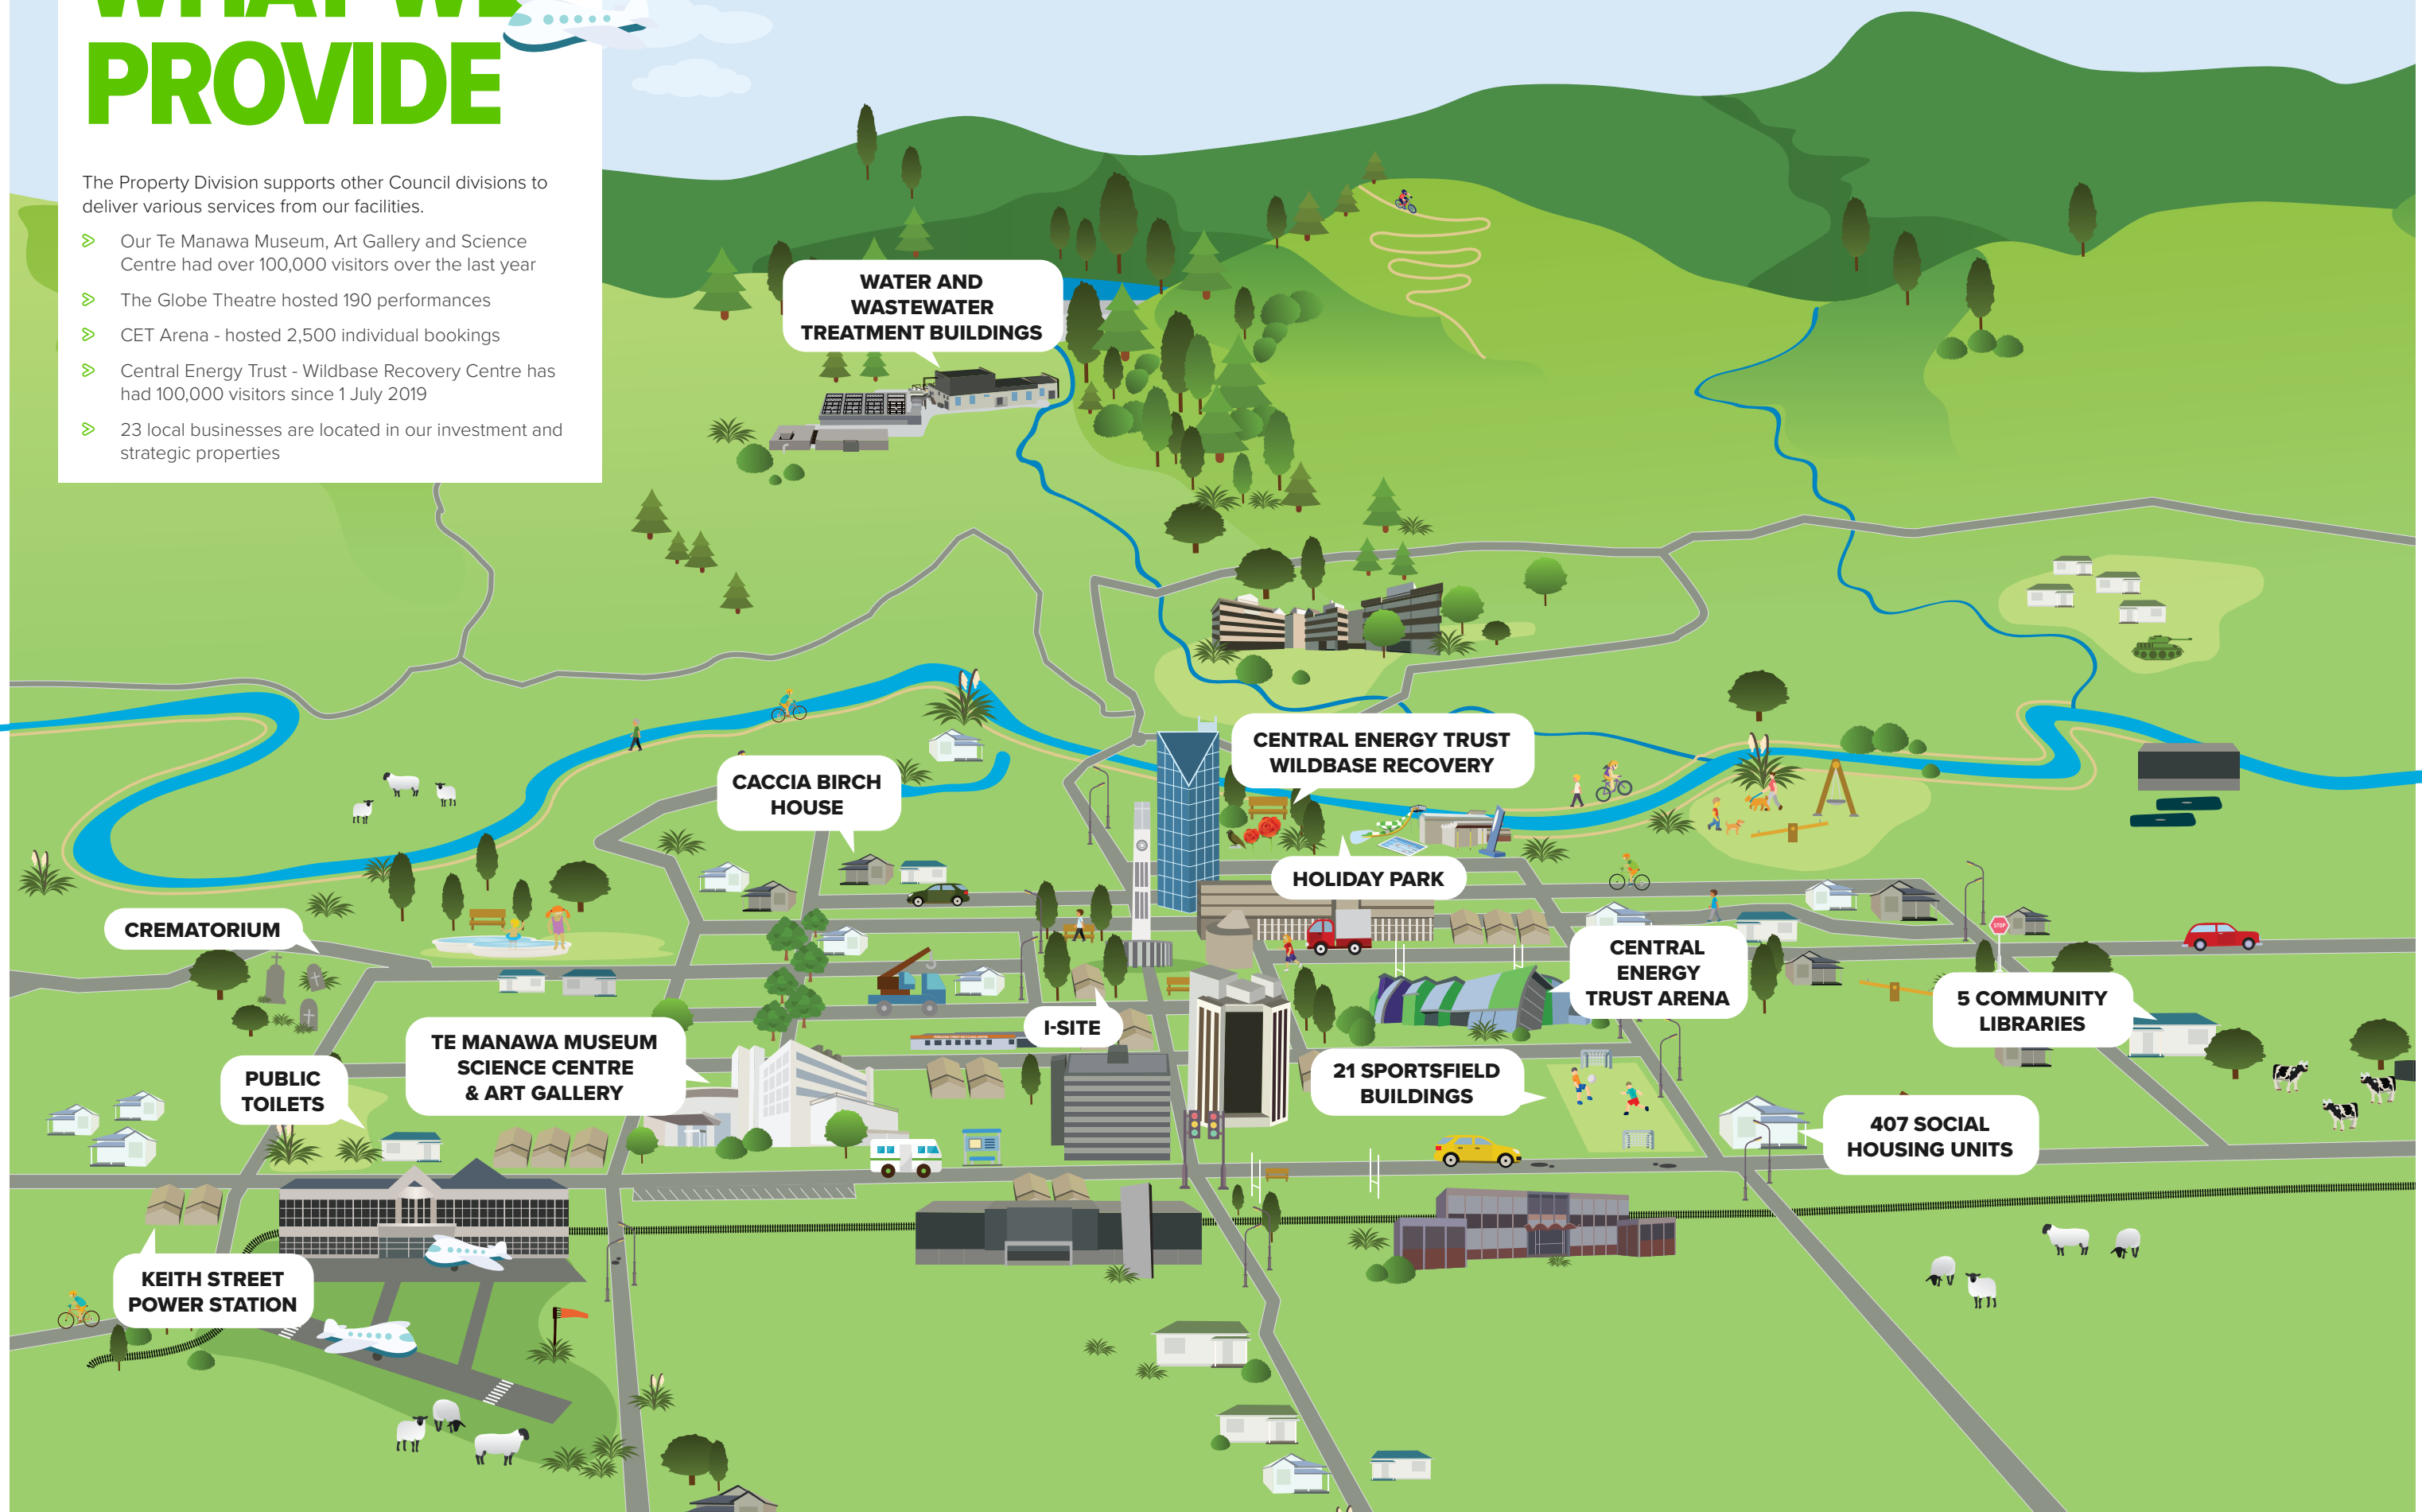 WHAT WE
PROVIDE
The Property Division supports other Council divisions to
deliver various services from our facilities.
Our Te Manawa Museum, Art Gallery and Science
Centre had over 100,000 visitors over the last year
The Globe Theatre hosted 190 performances
CET Arena - hosted 2,500 individual bookings
Central Energy Trust - Wildbase Recovery Centre has
had 100,000 visitors since 1 July 2019
23 local businesses are located in our investment and
strategic properties
WATER AND
WASTEWATER
TREATMENT BUILDINGS
CENTRAL ENERGY TRUST
WILDBASE RECOVERY
CACCIA BIRCH
HOUSE
HOLIDAY PARK
CREMATORIUM
CENTRAL
ENERGY
TRUST ARENA
STOP
5 COMMUNITY
LIBRARIES
I-SITE
TE MANAWA MUSEUM
SCIENCE CENTRE
& ART GALLERY
PUBLIC
TOILETS
21 SPORTSFIELD
BUILDINGS
407 SOCIAL
HOUSING UNITS
KEITH STREET
POWER STATION